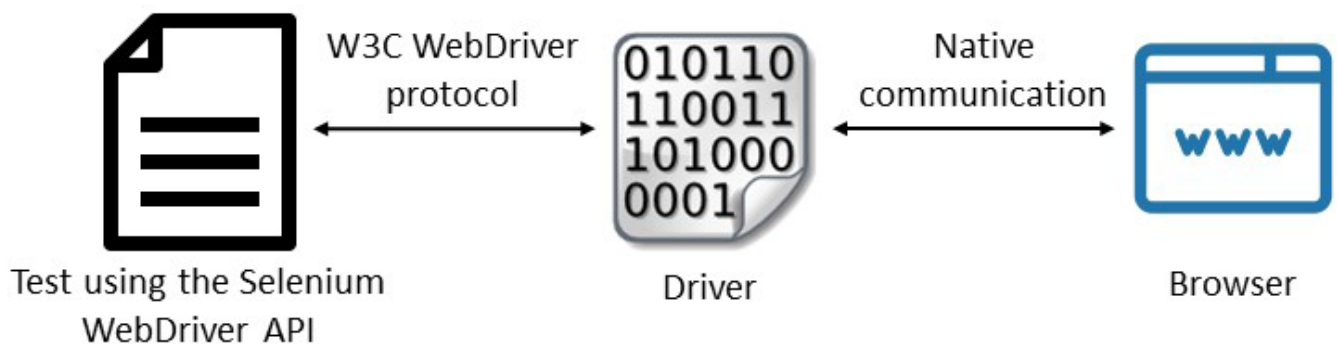 W3C WebDriver
protocol
010110
110011
101000
0001
Native
communication
www
Test using the Selenium
WebDriver API
Driver
Browser